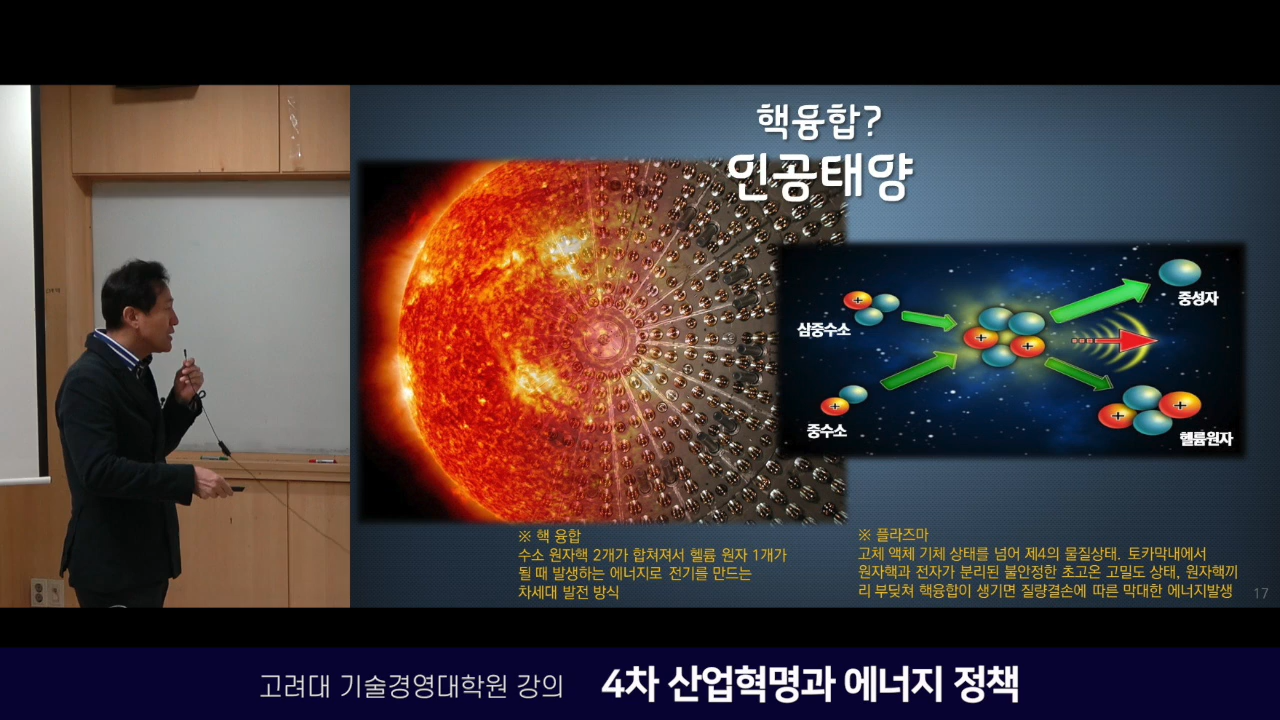 핵융합?
인공태양
삼중수소
중수소
중성자
헬륨원자
※ 핵 융합
수소 원자핵 2개가 합쳐져서 헬륨 원자 1개가
될 때 발생하는 에너지로 전기를 만드는
차세대 발전 방식
※ 플라즈마
고체 액체 기체 상태를 넘어 제4의 물질상태. 토카막내에서
원자핵과 전자가 분리된 불안정한 초고온 고밀도 상태, 원자핵끼
리 부딪쳐 핵융합이 생기면 질량결손에 따른 막대한 에너지발생
17
고려대 기술경영대학원 강의 4차 산업혁명과 에너지 정책